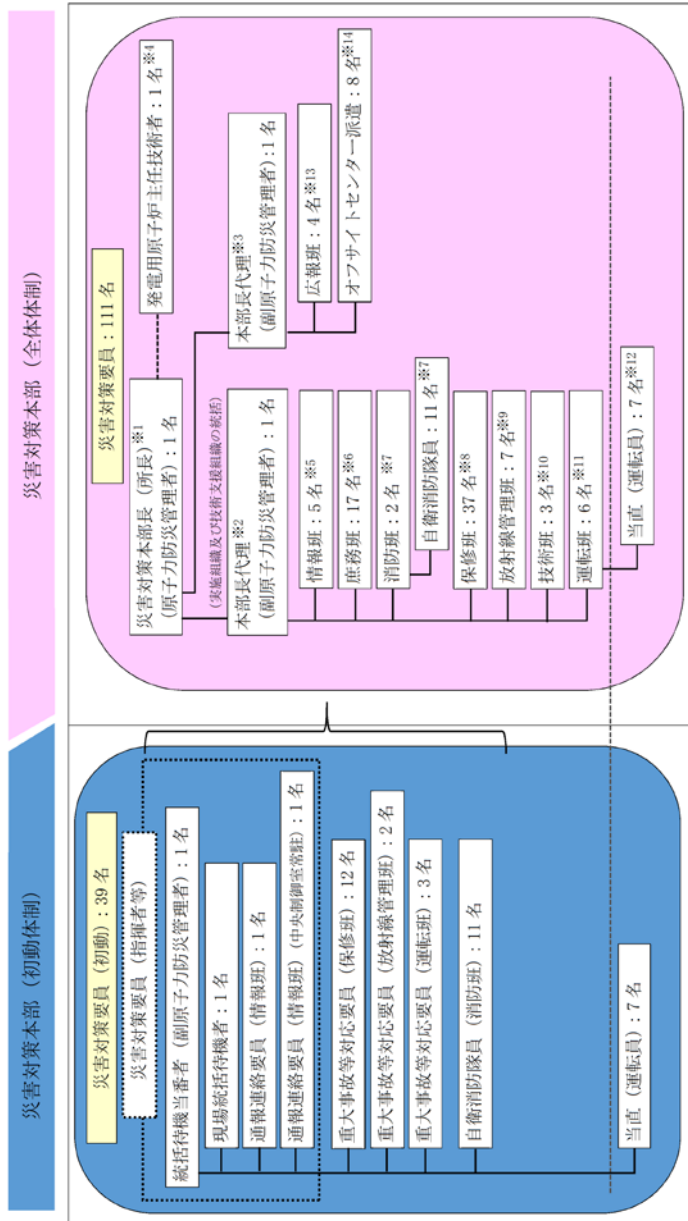 災害対策本部（初動体制）
災害対策要員（初動）：39 名
災害対策要員（指揮者等）
統括待機当番者（副原子力防災管理者）：1 名
現場統括待機者：1 名
通報連絡要員（情報班）：1 名
通報連絡要員（情報班）（中央制御室常駐）：1 名
重大事故等対応要員（保修班）：12 名
重大事故等対応要員（放射線管理班）：2 名
重大事故等対応要員（運転班）：3 名
自衛消防隊員（消防班）：11 名
当直（運転員）：7 名
災害対策本部（全体体制）
災害対策要員：111 名
災害対策本部長（所長）※1
（原子力防災管理者）：1 名
発電用原子炉主任技術者：1 名※4
（実施組織及び技術支援組織の統括）
本部長代理※2
（副原子力防災管理者）：1 名
本部長代理※3
（副原子力防災管理者）：1 名
情報班：5 名※5
庶務班：17 名※6
消防班：2 名※7
自衛消防隊員：11 名※7
保修班：37 名※8
放射線管理班：7 名※9
技術班：3 名※10
運転班：6 名※11
当直（運転員）：7 名※12
広報班：4 名※13
オフサイトセンター派遣：8 名※14